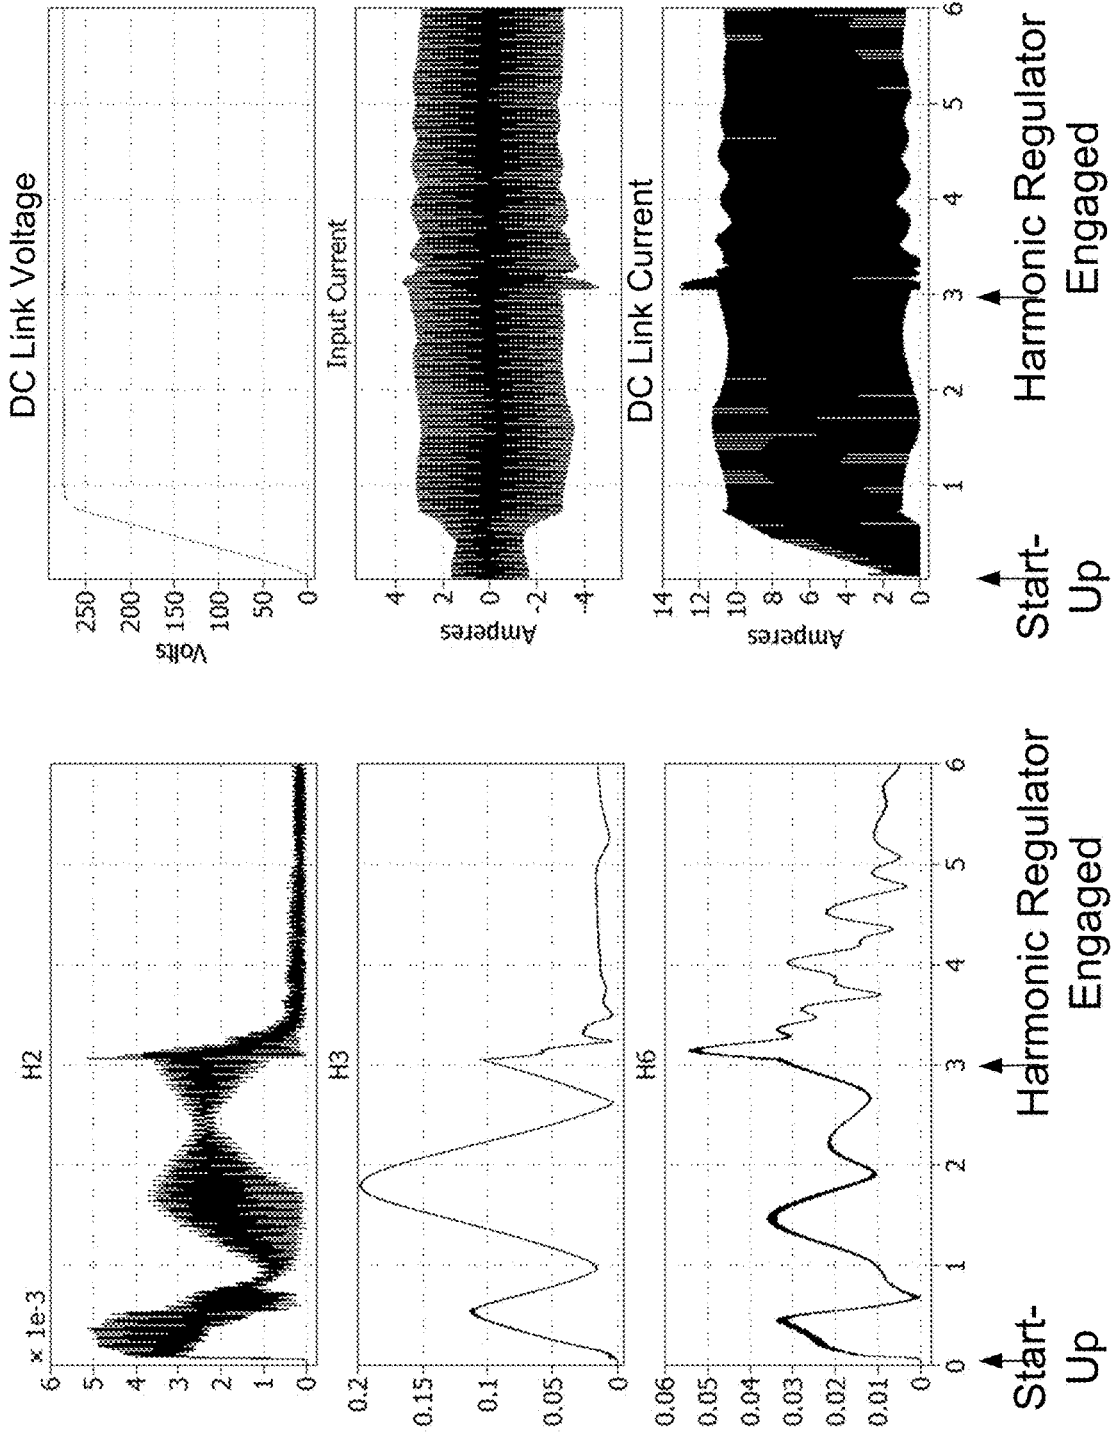 × 1e-3
H2
6
5
4
3
2
1
0
H3
0.2
0.15
0.1
0.05
0
H6
0.06
0.05
0.04
0.03
0.02
0.01
0
0 1 2 3 4 5 6
Start-
Up
Harmonic Regulator
Engaged
DC Link Voltage
Volts
250
200
150
100
50
0
Input Current
Amperes
4
2
0
-2
-4
DC Link Current
Amperes
14
12
10
8
6
4
2
0
1 2 3 4 5 6
Start-
Up
Harmonic Regulator
Engaged